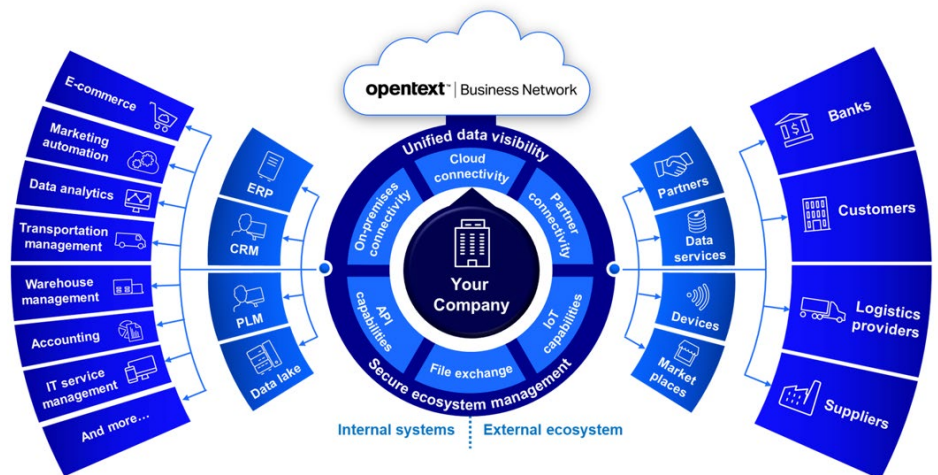 opentext™ | Business Network
E-commerce
Marketing
automation
Data analytics
Transportation
management
Warehouse
management
Accounting
IT service
management
And more...
ERP
CRM
PLM
Data lake
Unified data visibility
Cloud
connectivity
On-premises
connectivity
Partner
connectivity
Your
Company
API
capabilities
IoT
capabilities
File exchange
Secure ecosystem management
Internal systems
External ecosystem
Partners
Data
services
Devices
Market
places
Banks
Customers
Logistics
providers
Suppliers